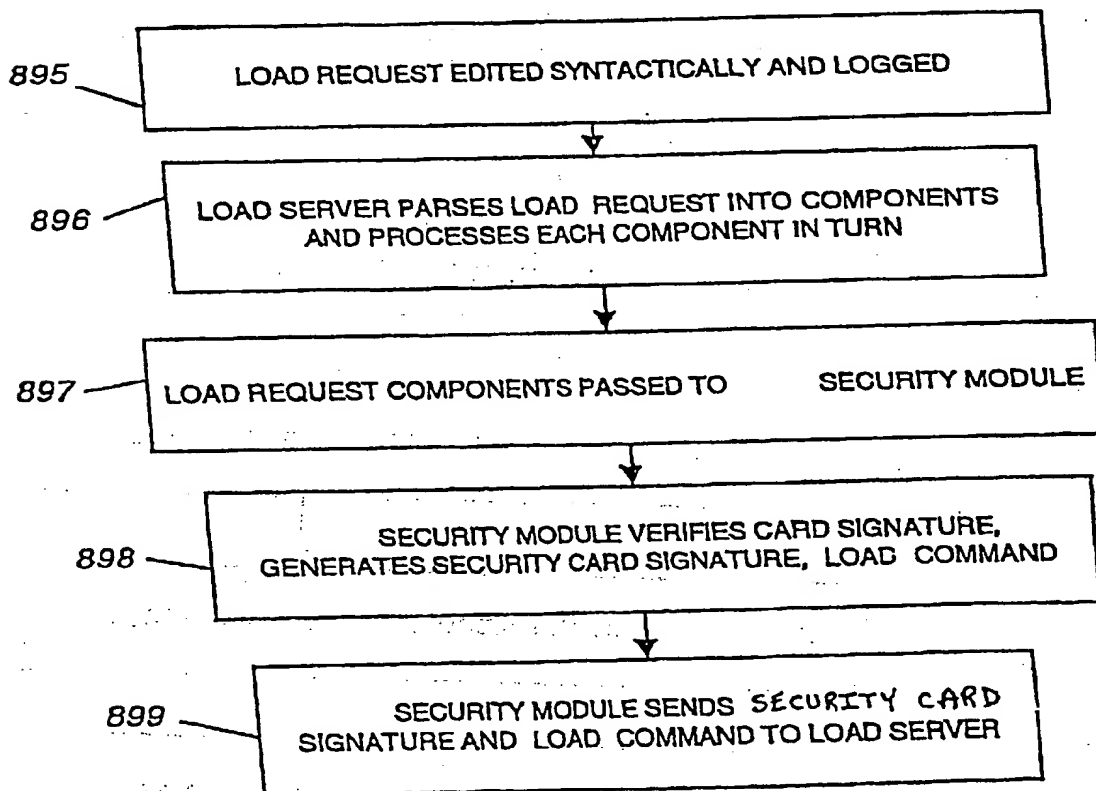 895
LOAD REQUEST EDITED SYNTACTICALLY AND LOGGED
896
LOAD SERVER PARSES LOAD REQUEST INTO COMPONENTS
AND PROCESSES EACH COMPONENT IN TURN
897
LOAD REQUEST COMPONENTS PASSED TO SECURITY MODULE
898
SECURITY MODULE VERIFIES CARD SIGNATURE,
GENERATES SECURITY CARD SIGNATURE, LOAD COMMAND
899
SECURITY MODULE SENDS SECURITY CARD
SIGNATURE AND LOAD COMMAND TO LOAD SERVER